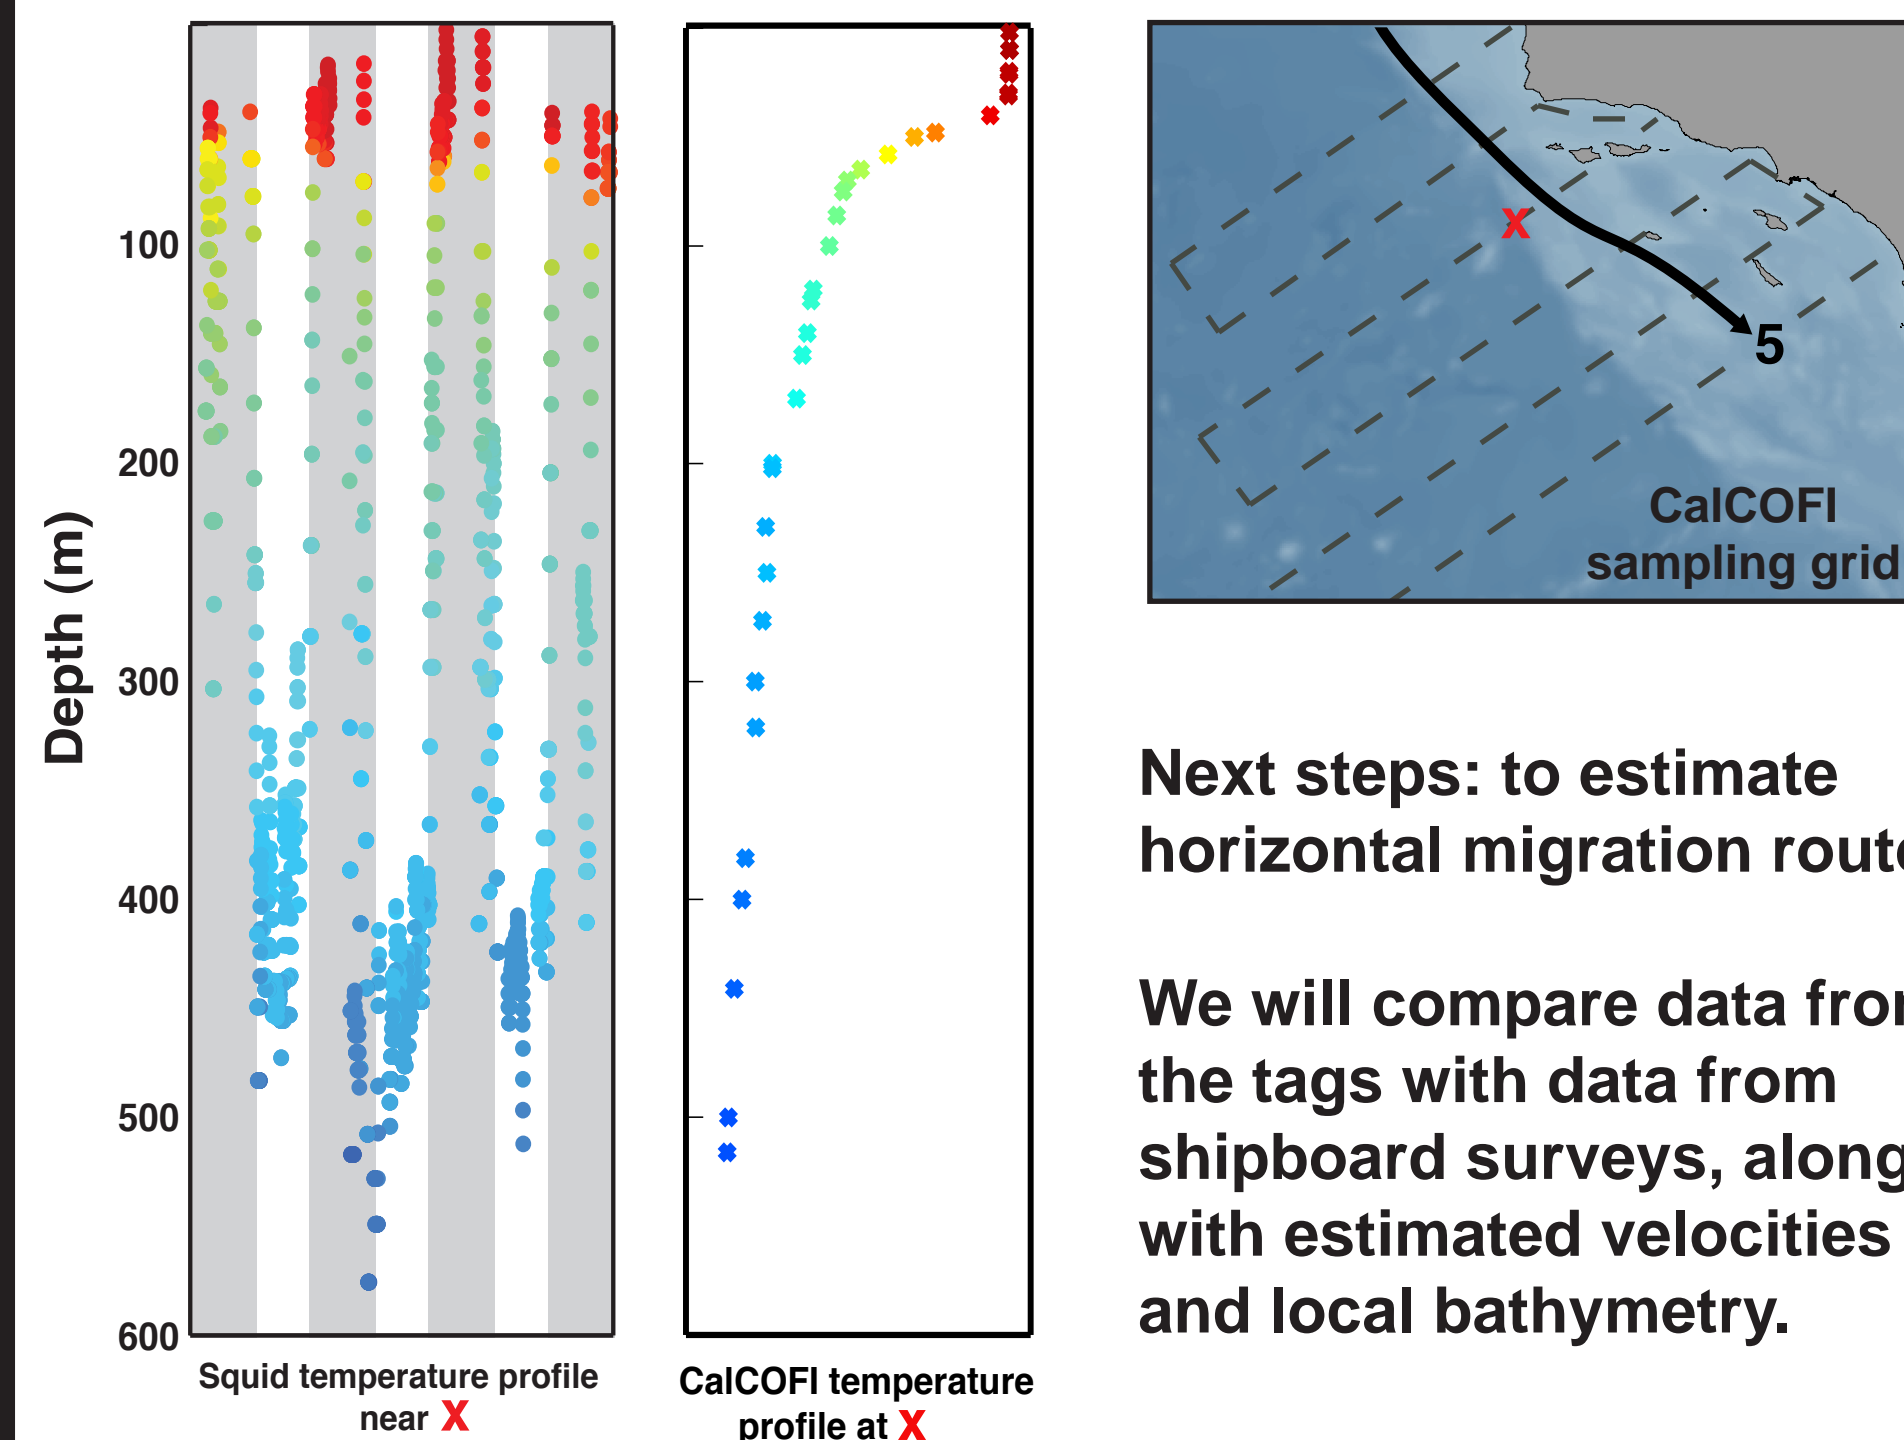 Depth (m)
100
200
300
400
500
600
Squid temperature profile
near X
CalCOFI temperature
profile at X
X
5
CalCOFI
sampling grid
Next steps: to estimate
horizontal migration route
We will compare data from
the tags with data from
shipboard surveys, along
with estimated velocities
and local bathymetry.